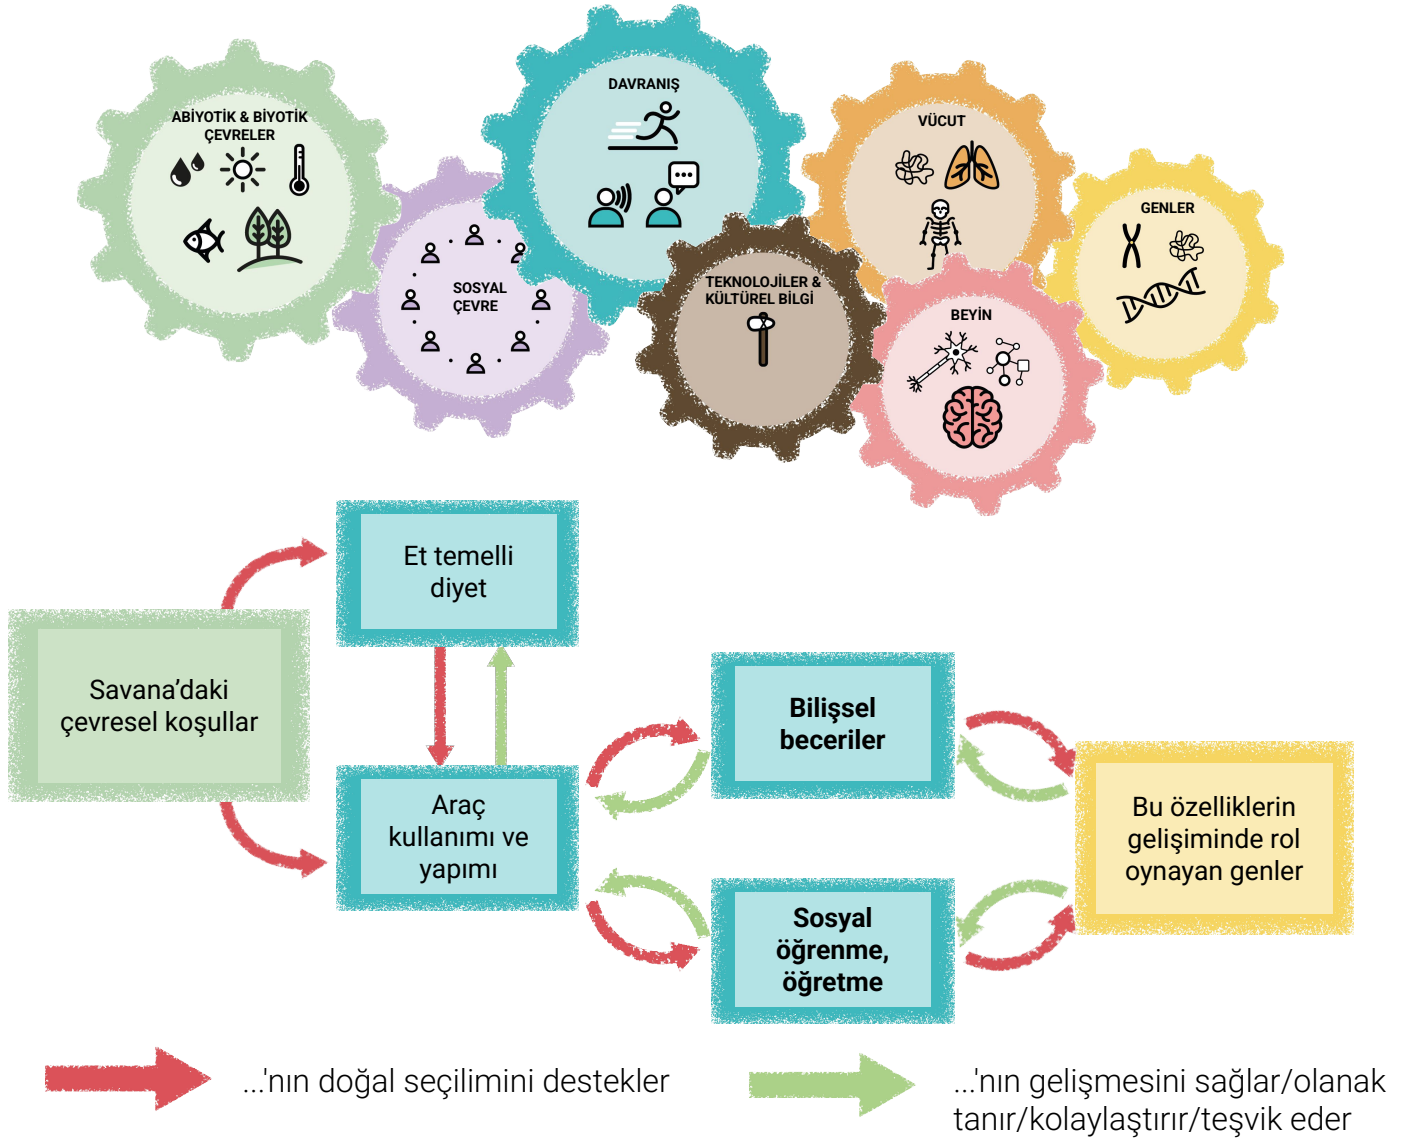 ABİYOTİK & BİYOTİK
ÇEVRELER
SOSYAL
ÇEVRE
DAVRANIŞ
TEKNOLOJİLER &
KÜLTÜREL BİLGİ
VÜCUT
BEYİN
GENLER
Et temelli
diyet
Savana’daki
çevresel koşullar
Araç
kullanımı ve
yapımı
Bilişsel
beceriler
Sosyal
öğrenme,
öğretme
Bu özelliklerin
gelişiminde rol
oynayan genler
...'nın doğal seçilimini destekler
...'nın gelişmesini sağlar/olanak
tanır/kolaylaştırır/teşvik eder